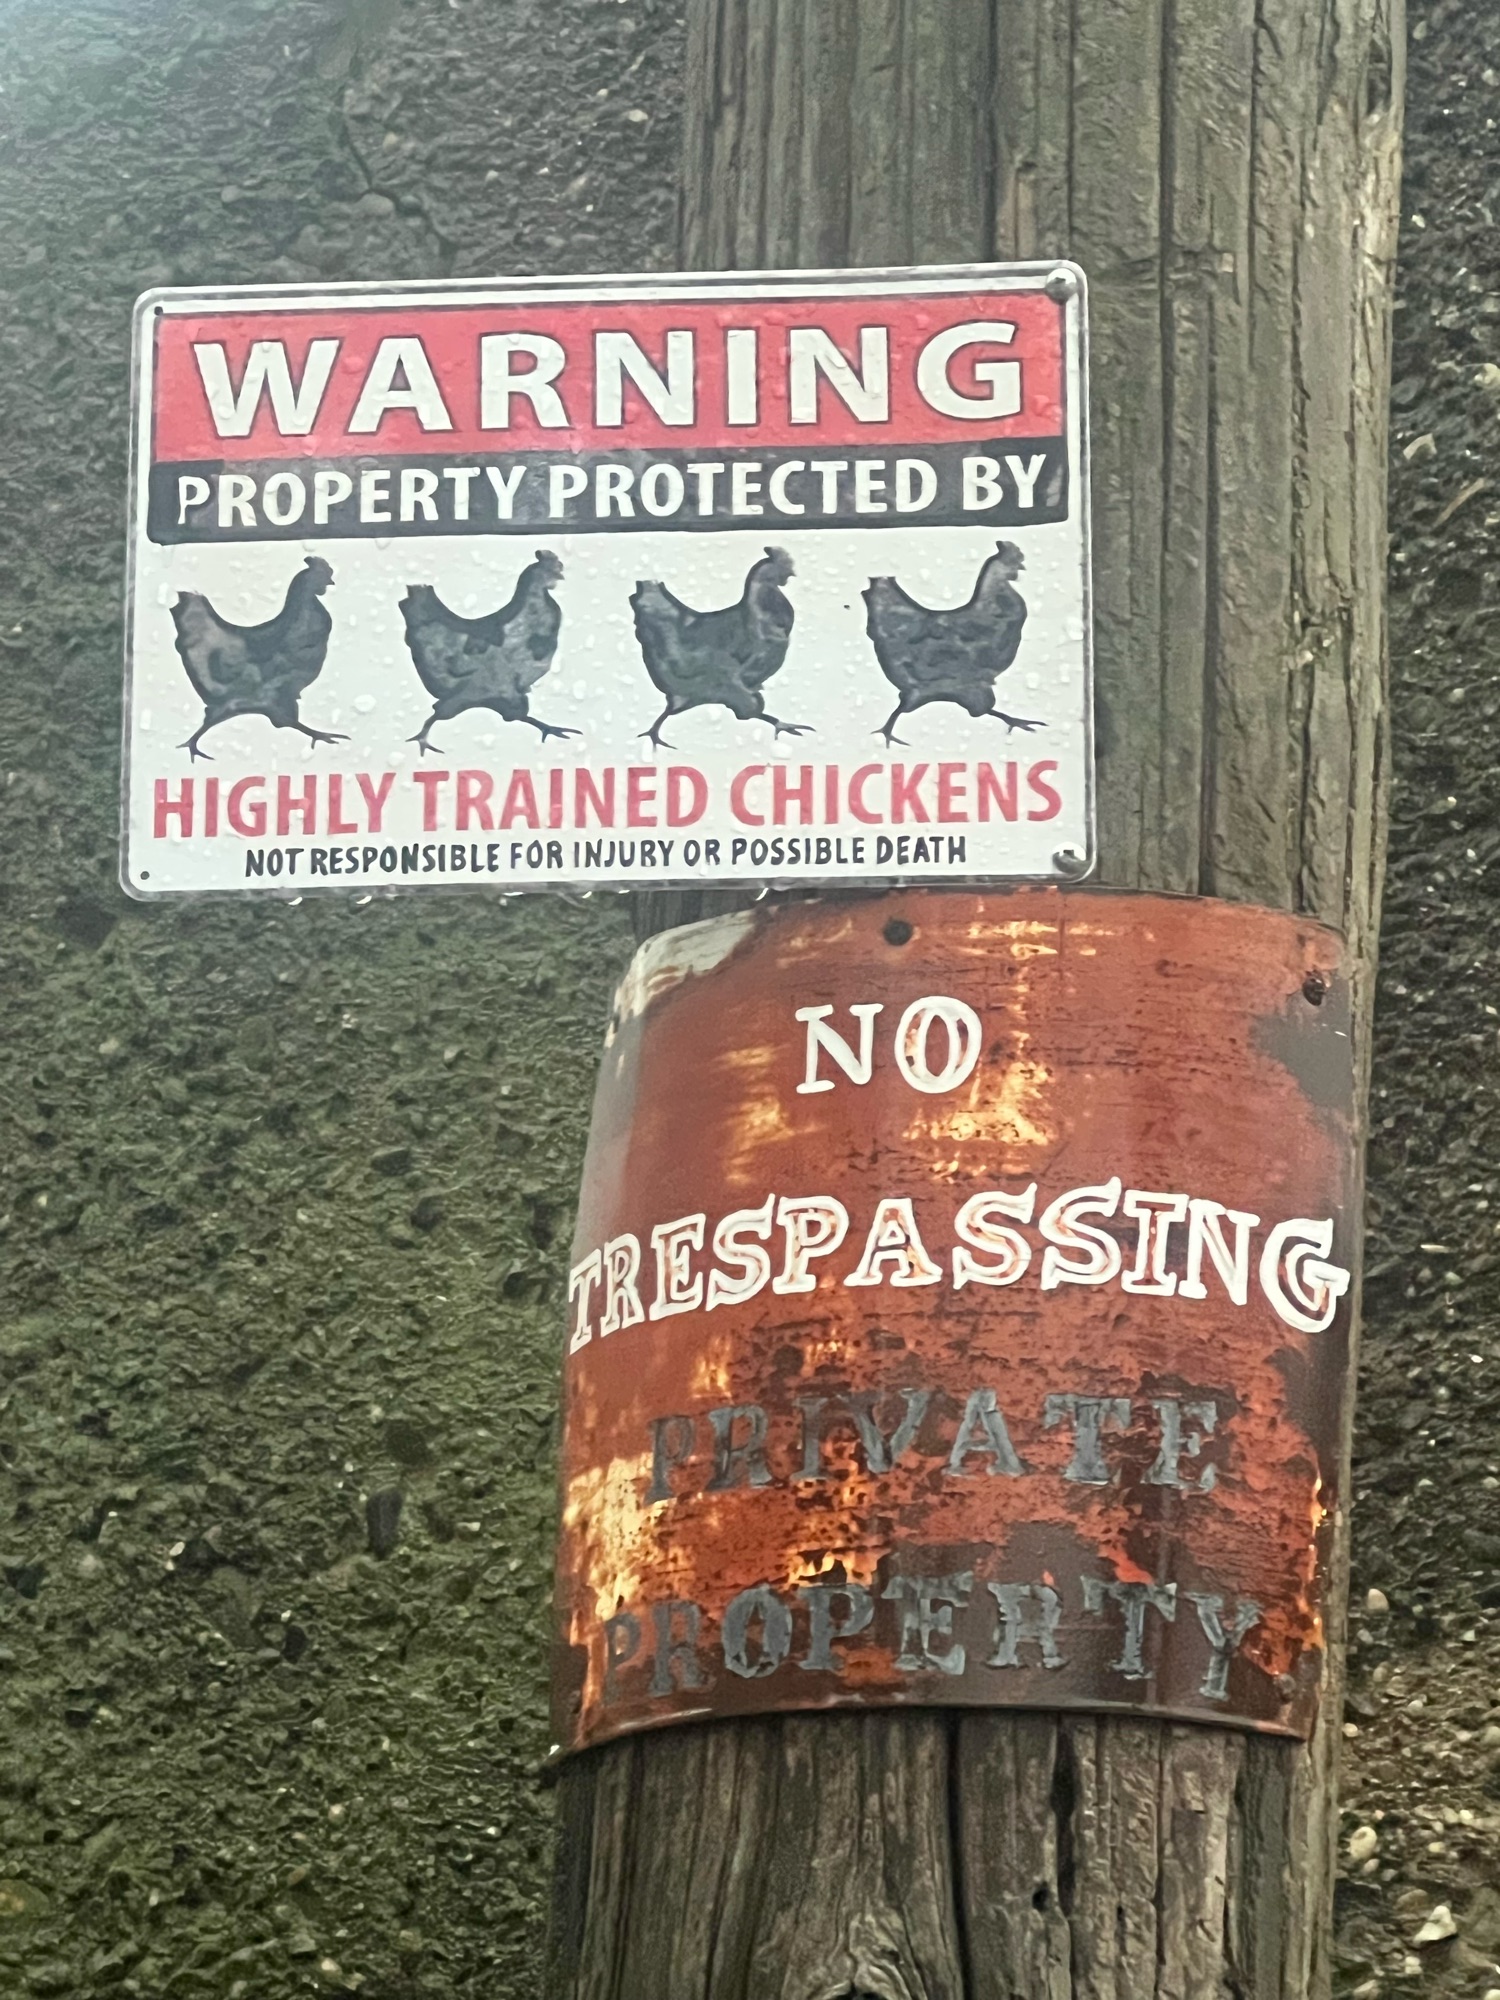 WARNING
PROPERTY PROTECTED BY
HIGHLY TRAINED CHICKENS
NOT RESPONSIBLE FOR INJURY OR POSSIBLE DEATH
NO
TRESPASSING
PRIVATE
PROPERTY